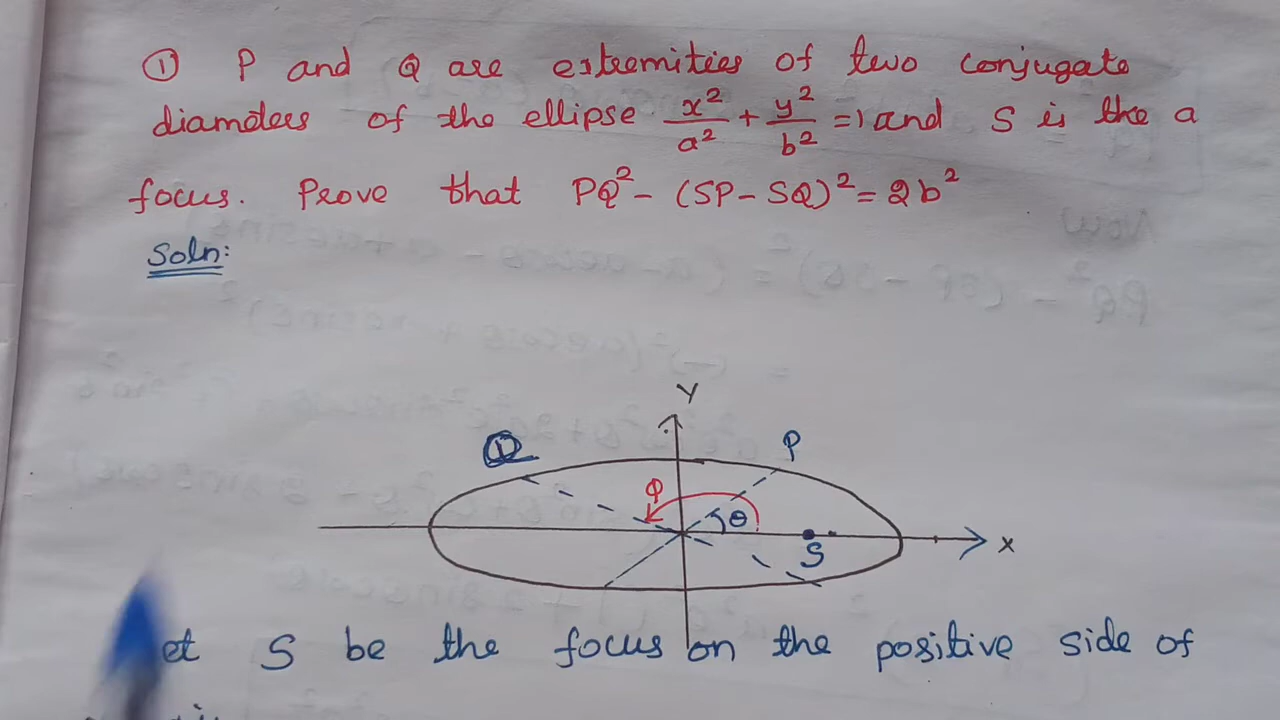 ① P and Q are extremities of two conjugate
diameters of the ellipse x²/a² + y²/b² = 1 and S is the a
focus. Prove that PQ² - (SP - SQ)² = 2b²
Soln:
Y
Q P
φ θ
S X
et S be the focus on the positive side of